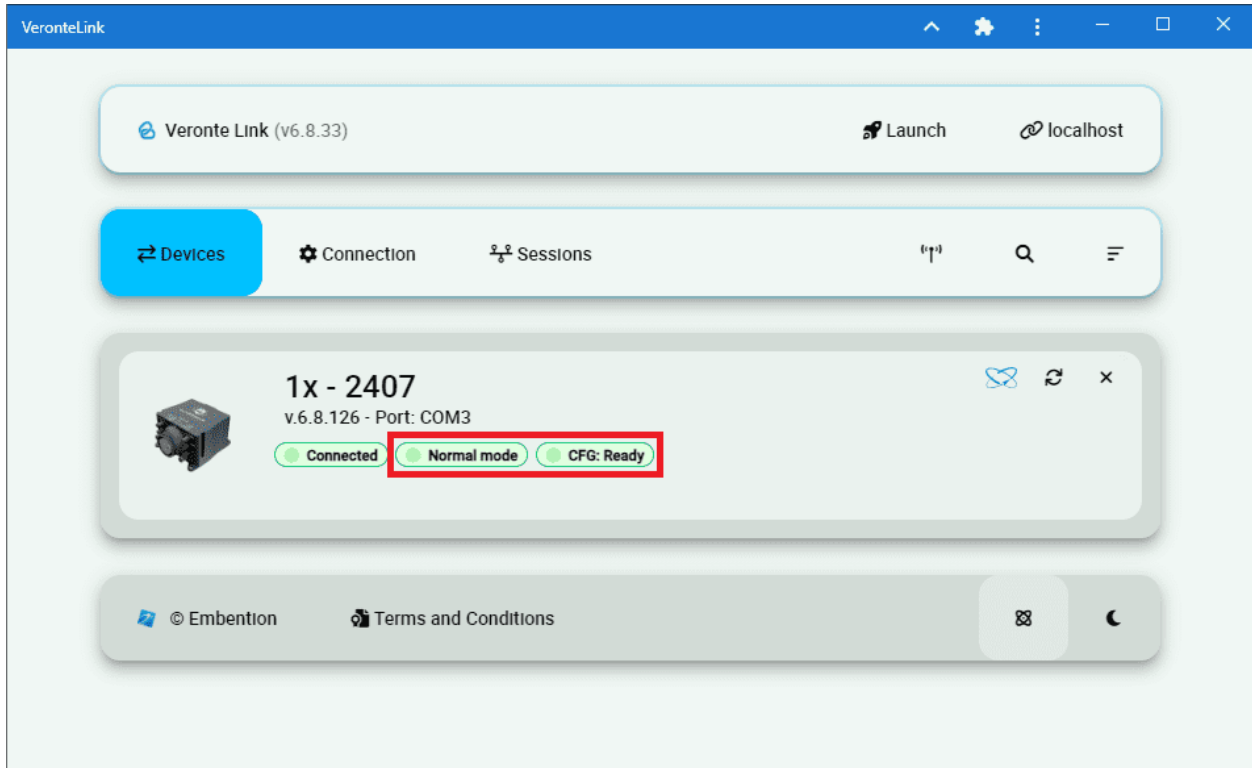 VeronteLink
Veronte Link (v6.8.33) Launch localhost
Devices Connection Sessions
1x - 2407
v.6.8.126 - Port: COM3
Connected Normal mode CFG: Ready
© Embention Terms and Conditions